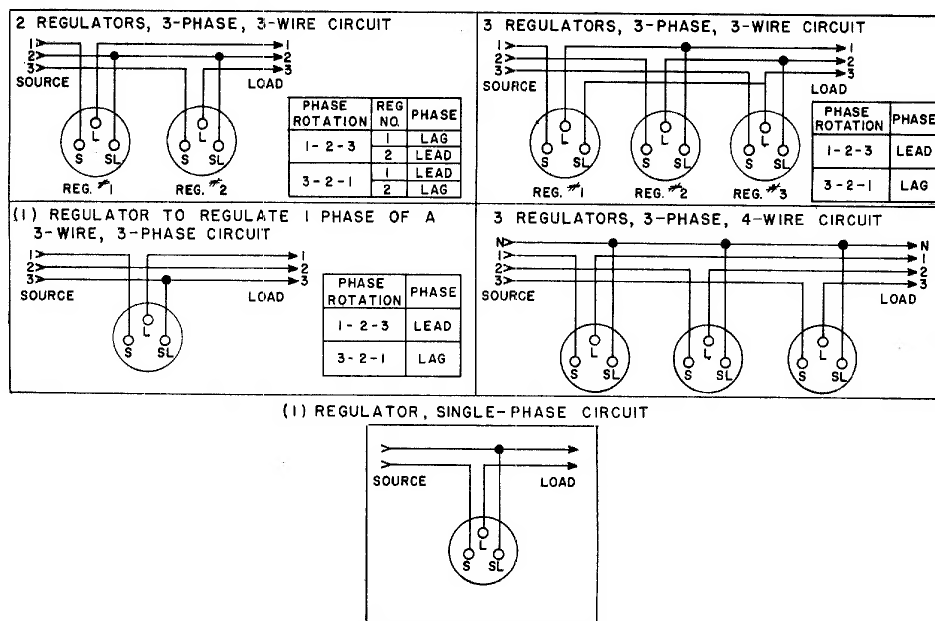 2 REGULATORS, 3-PHASE, 3-WIRE CIRCUIT
1
2
3
SOURCE
1
2
3
LOAD
S
L
SL
REG. #1
S
L
SL
REG. #2
PHASE ROTATION REG NO. PHASE
1-2-3 1 LAG
2 LEAD
3-2-1 1 LEAD
2 LAG
3 REGULATORS, 3-PHASE, 3-WIRE CIRCUIT
1
2
3
SOURCE
1
2
3
LOAD
S
L
SL
REG. #1
S
L
SL
REG. #2
S
L
SL
REG. #3
PHASE ROTATION PHASE
1-2-3 LEAD
3-2-1 LAG
(1) REGULATOR TO REGULATE 1 PHASE OF A
3-WIRE, 3-PHASE CIRCUIT
1
2
3
SOURCE
1
2
3
LOAD
S
L
SL
PHASE ROTATION PHASE
1-2-3 LEAD
3-2-1 LAG
3 REGULATORS, 3-PHASE, 4-WIRE CIRCUIT
N
1
2
3
SOURCE
N
1
2
3
LOAD
S
L
SL
S
L
SL
S
L
SL
(1) REGULATOR, SINGLE-PHASE CIRCUIT
SOURCE
LOAD
S
L
SL